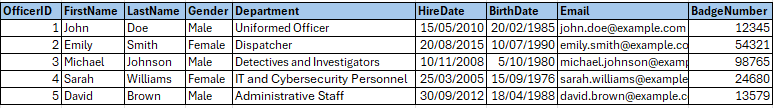 OfficerID FirstName LastName Gender Department HireDate BirthDate Email BadgeNumber
1 John Doe Male Uniformed Officer 15/05/2010 20/02/1985 john.doe@example.com 12345
2 Emily Smith Female Dispatcher 20/08/2015 10/07/1990 emily.smith@example.co 54321
3 Michael Johnson Male Detectives and Investigators 10/11/2008 5/10/1980 michael.johnson@examp 98765
4 Sarah Williams Female IT and Cybersecurity Personnel 25/03/2005 15/09/1976 sarah.williams@example 24680
5 David Brown Male Administrative Staff 30/09/2012 18/04/1988 david.brown@example.co 13579